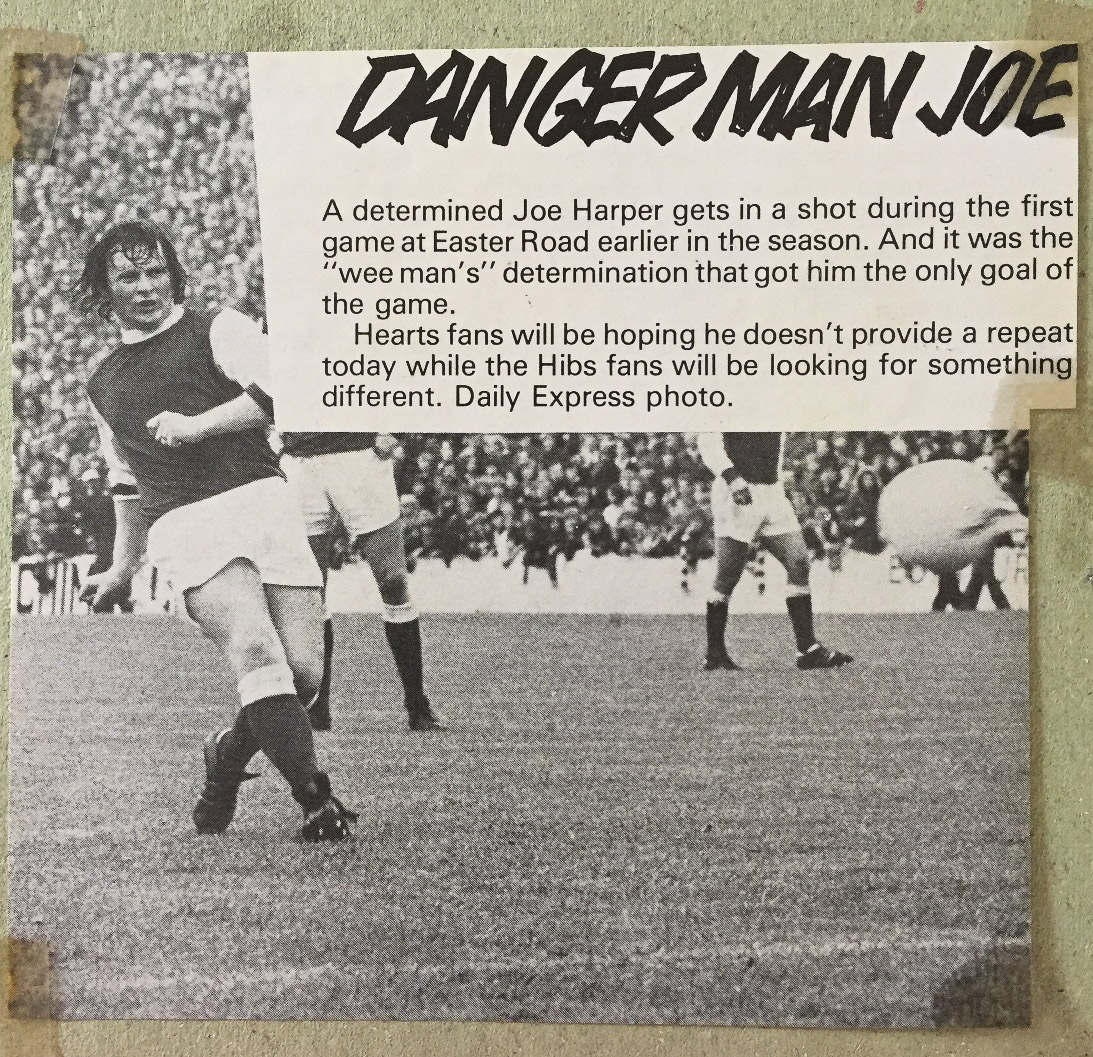 DANGER MAN JOE
A determined Joe Harper gets in a shot during the first
game at Easter Road earlier in the season. And it was the
“wee man’s” determination that got him the only goal of
the game.
Hearts fans will be hoping he doesn’t provide a repeat
today while the Hibs fans will be looking for something
different. Daily Express photo.